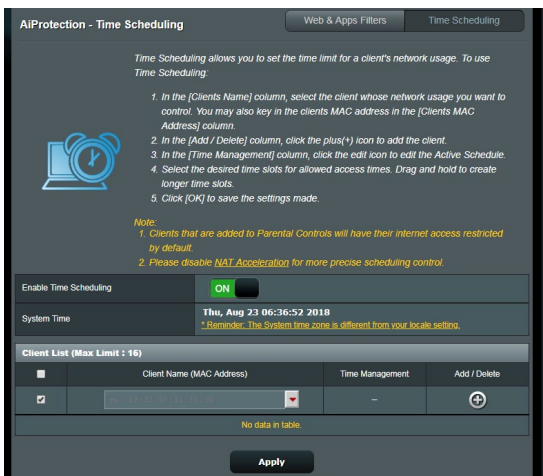 AiProtection - Time Scheduling
Web & Apps Filters
Time Scheduling
Time Scheduling allows you to set the time limit for a client's network usage. To use
Time Scheduling:
1. In the [Clients Name] column, select the client whose network usage you want to
control. You may also key in the clients MAC address in the [Clients MAC
Address] column.
2. In the [Add / Delete] column, click the plus(+) icon to add the client.
3. In the [Time Management] column, click the edit icon to edit the Active Schedule.
4. Select the desired time slots for allowed access times. Drag and hold to create
longer time slots.
5. Click [OK] to save the settings made.
Note:
1. Clients that are added to Parental Controls will have their internet access restricted
by default.
2. Please disable NAT Acceleration for more precise scheduling control.
Enable Time Scheduling
ON
System Time
Thu, Aug 23 06:36:52 2018
* Reminder: The System time zone is different from your locale setting.
Client List (Max Limit : 16)
Client Name (MAC Address)
Time Management
Add / Delete
–
No data in table.
Apply